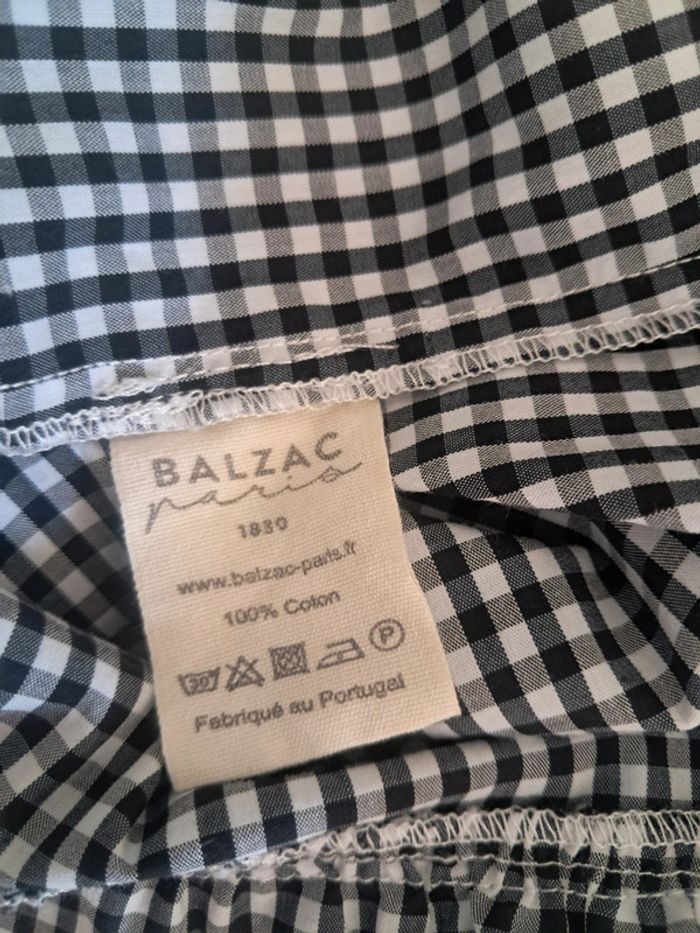 BALZAC
paris
1830
www.balzac-paris.fr
100% Coton
30 P
Fabriqué au Portugal